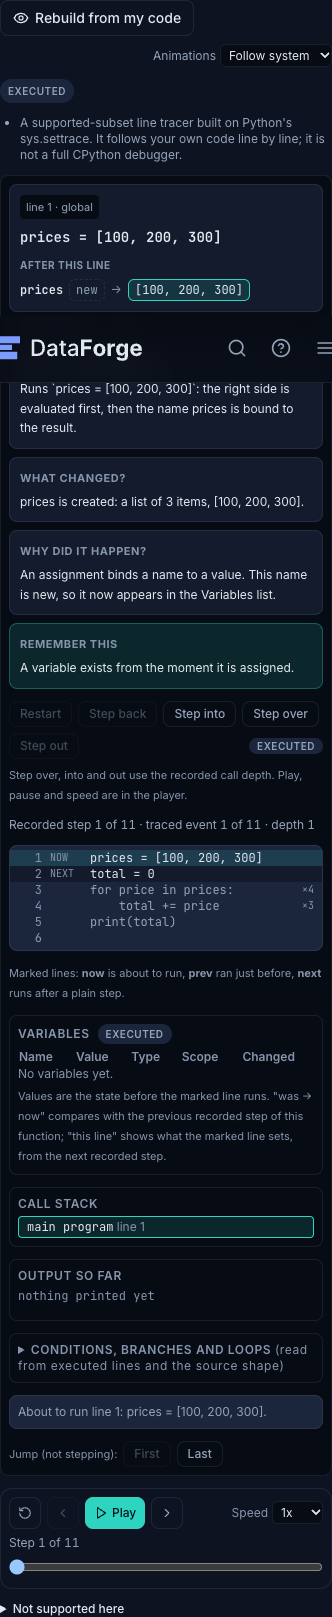 Rebuild from my code
Animations Follow system
EXECUTED
• A supported-subset line tracer built on Python's
sys.settrace. It follows your own code line by line; it is
not a full CPython debugger.
line 1 · global
prices = [100, 200, 300]
AFTER THIS LINE
prices new → [100, 200, 300]
DataForge
Runs `prices = [100, 200, 300]`: the right side is
evaluated first, then the name prices is bound to
the result.
WHAT CHANGED?
prices is created: a list of 3 items, [100, 200, 300].
WHY DID IT HAPPEN?
An assignment binds a name to a value. This name
is new, so it now appears in the Variables list.
REMEMBER THIS
A variable exists from the moment it is assigned.
Restart Step back Step into Step over
Step out EXECUTED
Step over, into and out use the recorded call depth. Play,
pause and speed are in the player.
Recorded step 1 of 11 · traced event 1 of 11 · depth 1
1 NOW prices = [100, 200, 300]
2 NEXT total = 0
3 for price in prices: ×4
4 total += price ×3
5 print(total)
6
Marked lines: now is about to run, prev ran just before, next
runs after a plain step.
VARIABLES EXECUTED
Name Value Type Scope Changed
No variables yet.
Values are the state before the marked line runs. "was →
now" compares with the previous recorded step of this
function; "this line" shows what the marked line sets,
from the next recorded step.
CALL STACK
main program line 1
OUTPUT SO FAR
nothing printed yet
▶ CONDITIONS, BRANCHES AND LOOPS (read
from executed lines and the source shape)
About to run line 1: prices = [100, 200, 300].
Jump (not stepping): First Last
Play Speed 1x
Step 1 of 11
▶ Not supported here